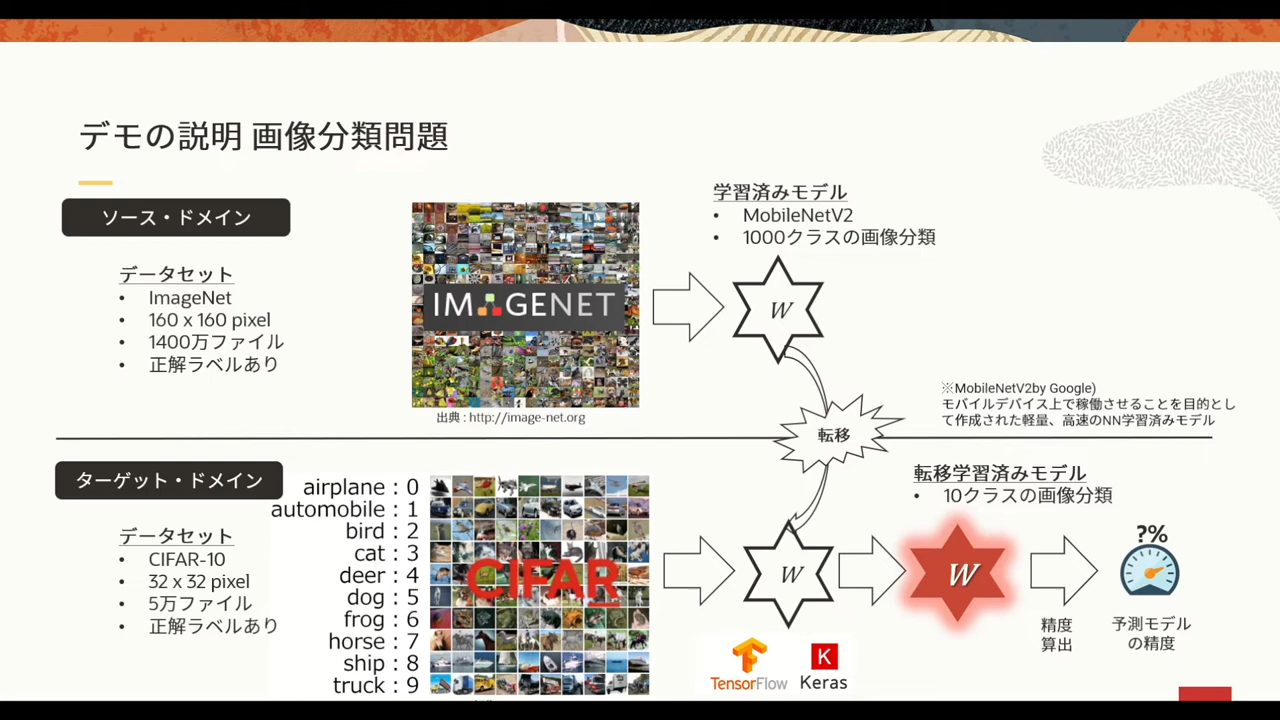 デモの説明 画像分類問題
ソース・ドメイン
データセット
• ImageNet
• 160 x 160 pixel
• 1400万ファイル
• 正解ラベルあり
IMAGENET
出典 : http://image-net.org
学習済みモデル
• MobileNetV2
• 1000クラスの画像分類
W
転移
※MobileNetV2by Google)
モバイルデバイス上で稼働させることを目的とし
て作成された軽量、高速のNN学習済みモデル
ターゲット・ドメイン
データセット
• CIFAR-10
• 32 x 32 pixel
• 5万ファイル
• 正解ラベルあり
airplane : 0
automobile : 1
bird : 2
cat : 3
deer : 4
dog : 5
frog : 6
horse : 7
ship : 8
truck : 9
CIFAR
W
TensorFlow
K
Keras
転移学習済みモデル
• 10クラスの画像分類
W
精度
算出
?%
予測モデル
の精度